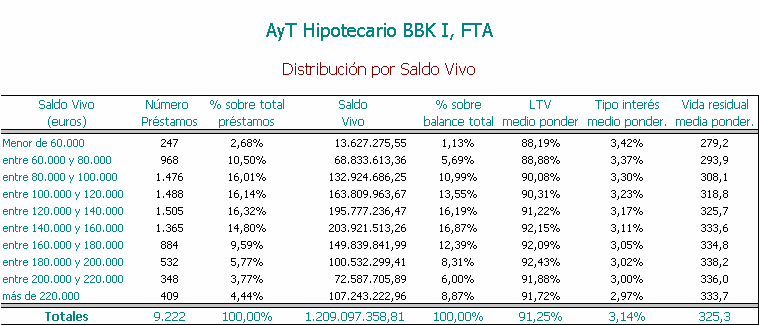 AyT Hipotecario BBK I, FTA
Distribución por Saldo Vivo
Saldo Vivo Número % sobre total Saldo % sobre LTV Tipo interés Vida residual
(euros) Préstamos préstamos Vivo balance total medio ponder medio ponder. media ponder.
Menor de 60.000 247 2,68% 13.627.275,55 1,13% 88,19% 3,42% 279,2
entre 60.000 y 80.000 968 10,50% 68.833.613,36 5,69% 88,88% 3,37% 293,9
entre 80.000 y 100.000 1.476 16,01% 132.924.686,25 10,99% 90,08% 3,30% 308,1
entre 100.000 y 120.000 1.488 16,14% 163.809.963,67 13,55% 90,31% 3,23% 318,8
entre 120.000 y 140.000 1.505 16,32% 195.777.236,47 16,19% 91,22% 3,17% 325,7
entre 140.000 y 160.000 1.365 14,80% 203.921.513,26 16,87% 92,15% 3,11% 333,6
entre 160.000 y 180.000 884 9,59% 149.839.841,99 12,39% 92,09% 3,05% 334,8
entre 180.000 y 200.000 532 5,77% 100.532.299,41 8,31% 92,43% 3,02% 338,2
entre 200.000 y 220.000 348 3,77% 72.587.705,89 6,00% 91,88% 3,00% 336,0
más de 220.000 409 4,44% 107.243.222,96 8,87% 91,72% 2,97% 333,7
Totales 9.222 100,00% 1.209.097.358,81 100,00% 91,25% 3,14% 325,3